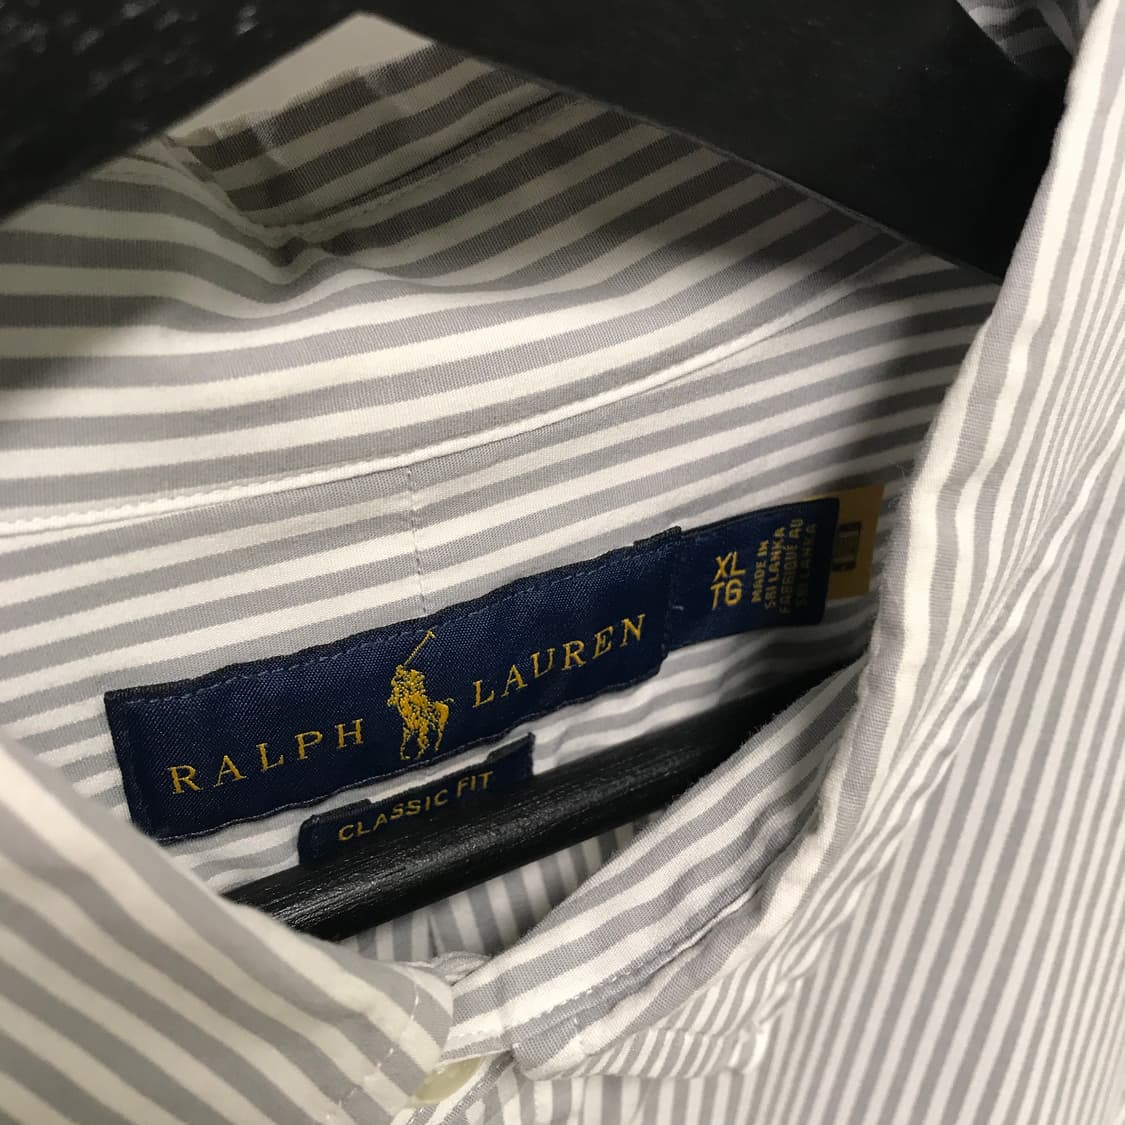 RALPH LAUREN
CLASSIC FIT
XL
TG
MADE IN
SRI LANKA
FABRIQUÉ AU
SRI LANKA